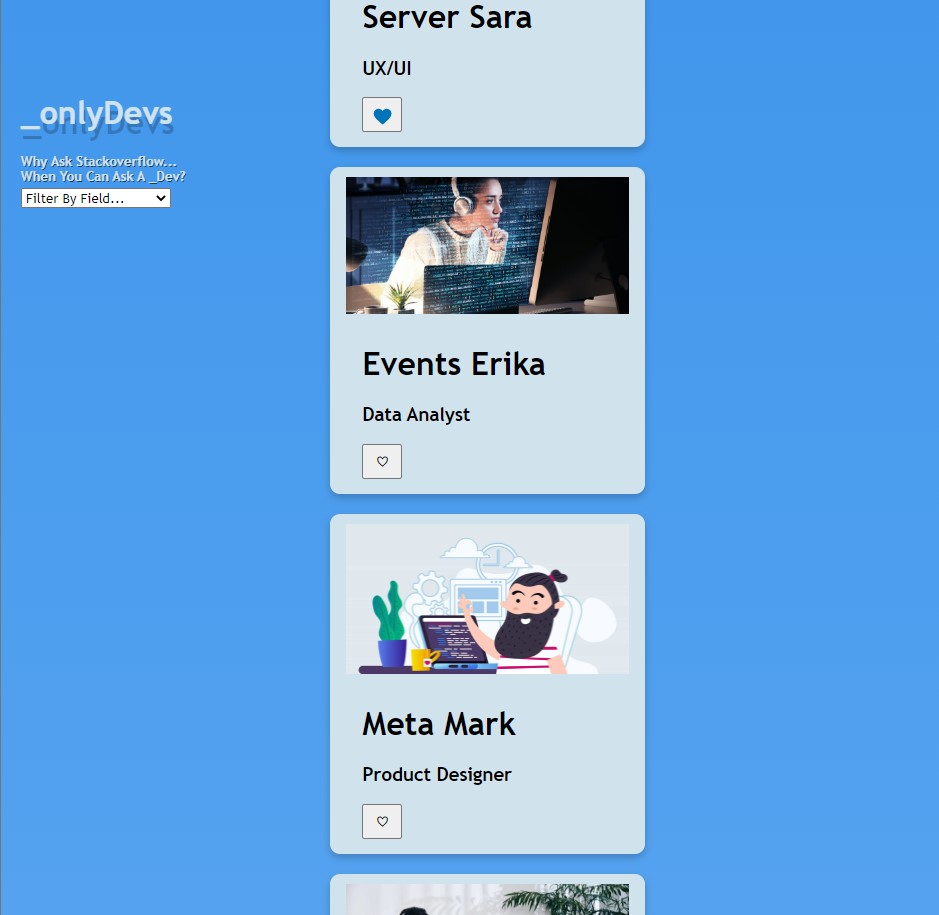 Server Sara
UX/UI
_onlyDevs
Why Ask Stackoverflow...
When You Can Ask A _Dev?
Filter By Field...
Events Erika
Data Analyst
Meta Mark
Product Designer